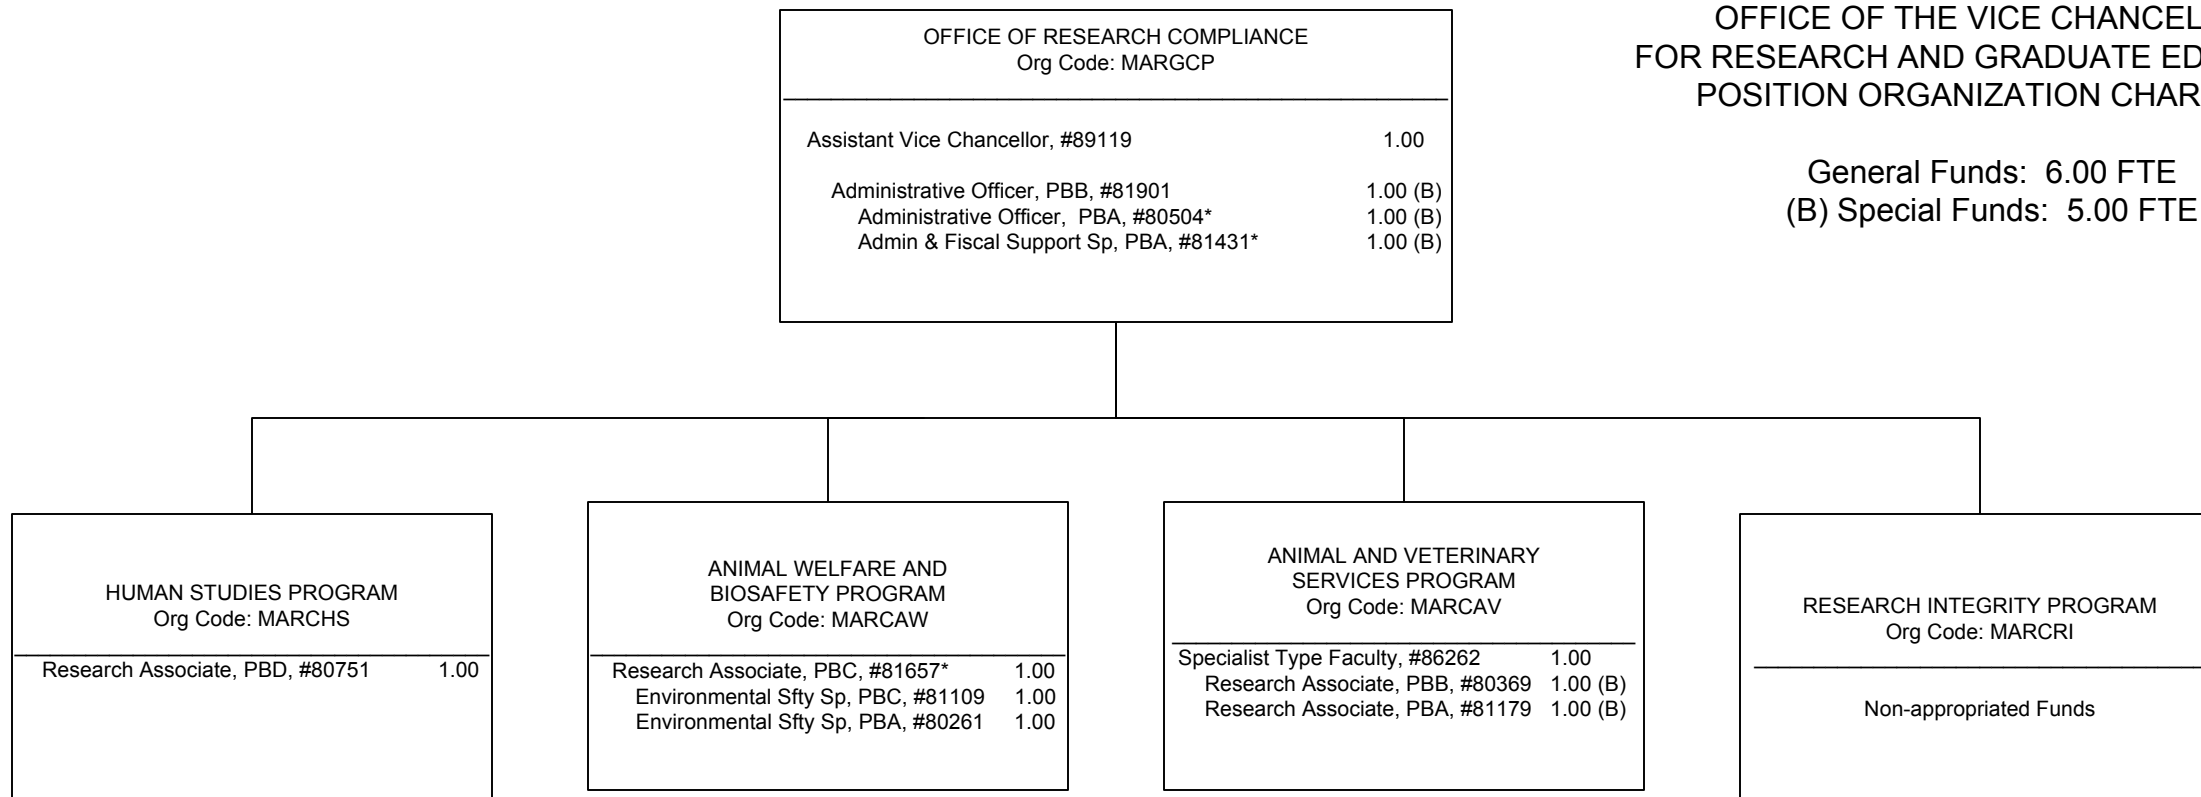 OFFICE OF RESEARCH COMPLIANCE
Org Code: MARGCP
Assistant Vice Chancellor, #89119 1.00
Administrative Officer, PBB, #81901 1.00 (B)
Administrative Officer, PBA, #80504* 1.00 (B)
Admin & Fiscal Support Sp, PBA, #81431* 1.00 (B)
OFFICE OF THE VICE CHANCEL
FOR RESEARCH AND GRADUATE ED
POSITION ORGANIZATION CHAR
General Funds: 6.00 FTE
(B) Special Funds: 5.00 FTE
HUMAN STUDIES PROGRAM
Org Code: MARCHS
Research Associate, PBD, #80751 1.00
ANIMAL WELFARE AND
BIOSAFETY PROGRAM
Org Code: MARCAW
Research Associate, PBC, #81657* 1.00
Environmental Sfty Sp, PBC, #81109 1.00
Environmental Sfty Sp, PBA, #80261 1.00
ANIMAL AND VETERINARY
SERVICES PROGRAM
Org Code: MARCAV
Specialist Type Faculty, #86262 1.00
Research Associate, PBB, #80369 1.00 (B)
Research Associate, PBA, #81179 1.00 (B)
RESEARCH INTEGRITY PROGRAM
Org Code: MARCRI
Non-appropriated Funds